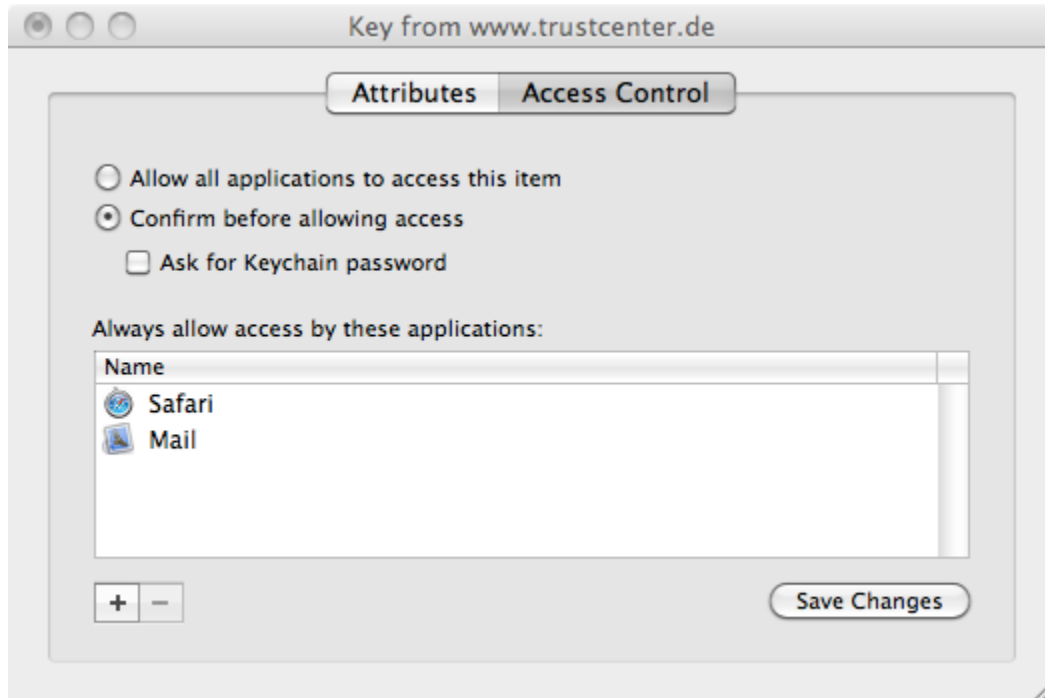 Key from www.trustcenter.de
Attributes Access Control
Allow all applications to access this item
Confirm before allowing access
Ask for Keychain password
Always allow access by these applications:
Name
Safari
Mail
+ −
Save Changes